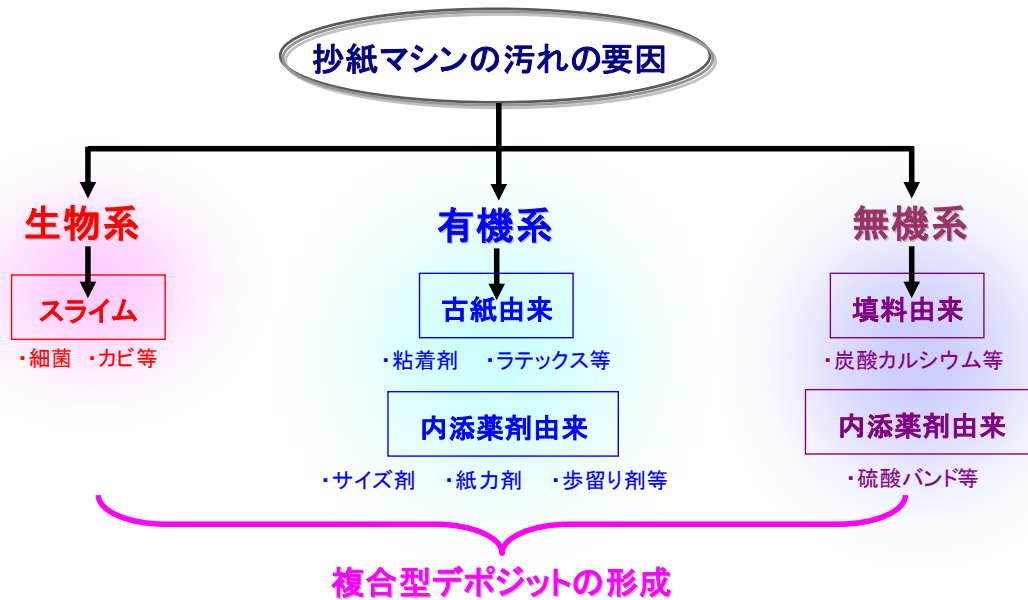 抄紙マシンの汚れの要因
生物系
有機系
無機系
スライム
古紙由来
填料由来
・細菌 ・カビ等
・粘着剤 ・ラテックス等
・炭酸カルシウム等
内添薬剤由来
内添薬剤由来
・サイズ剤 ・紙力剤 ・歩留り剤等
・硫酸バンド等
複合型デポジットの形成